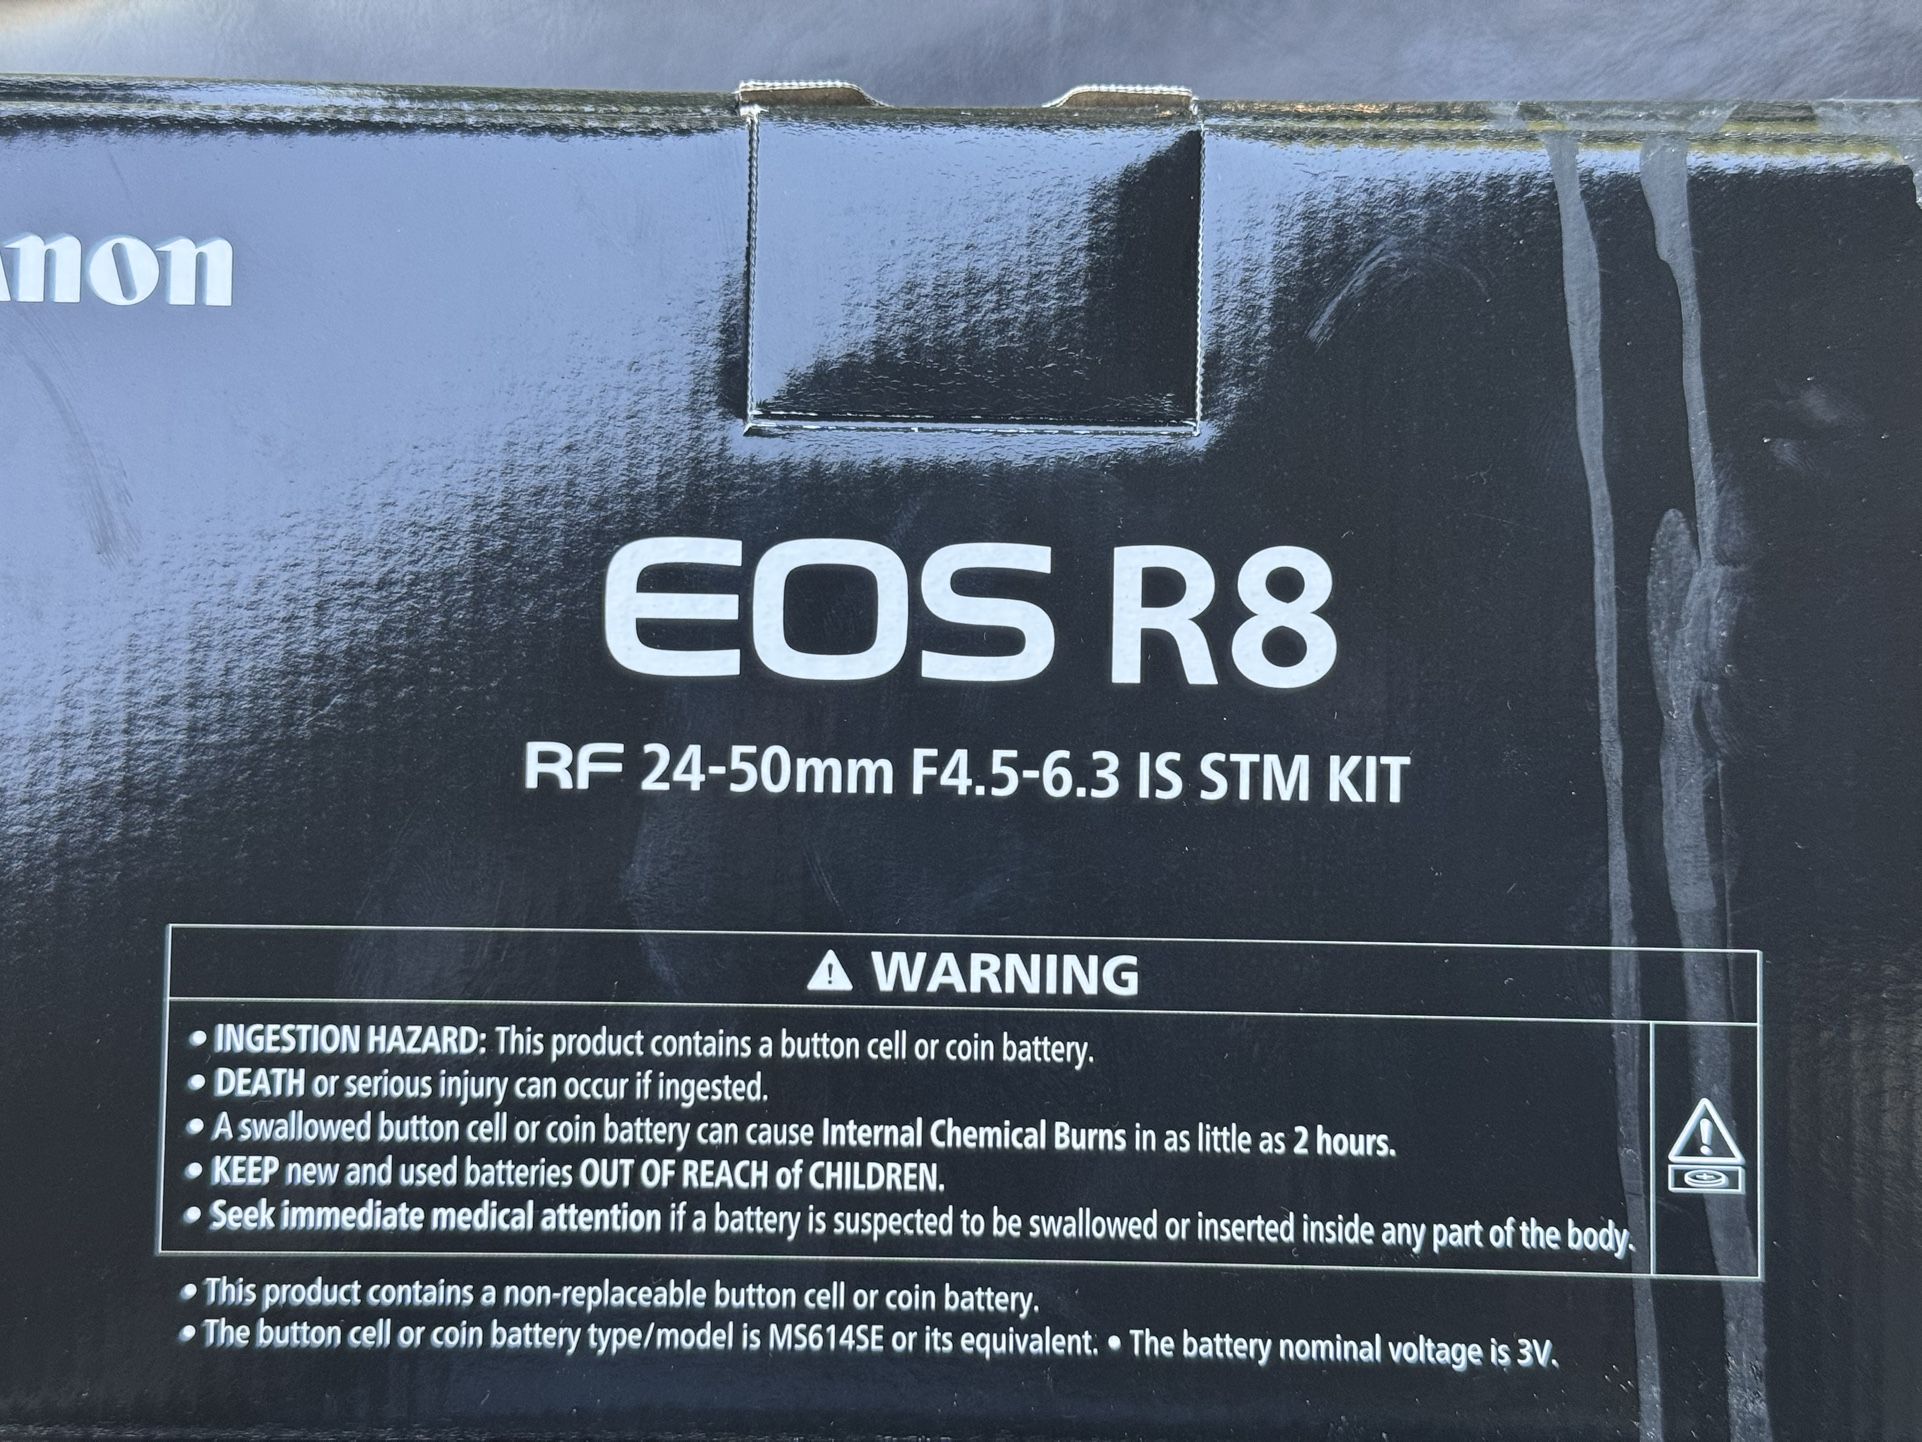 EOS R8
RF 24-50mm F4.5-6.3 IS STM KIT
⚠ WARNING
• INGESTION HAZARD: This product contains a button cell or coin battery.
• DEATH or serious injury can occur if ingested.
• A swallowed button cell or coin battery can cause Internal Chemical Burns in as little as 2 hours.
• KEEP new and used batteries OUT OF REACH of CHILDREN.
• Seek immediate medical attention if a battery is suspected to be swallowed or inserted inside any part of the body.
• This product contains a non-replaceable button cell or coin battery.
• The button cell or coin battery type/model is MS614SE or its equivalent. • The battery nominal voltage is 3V.